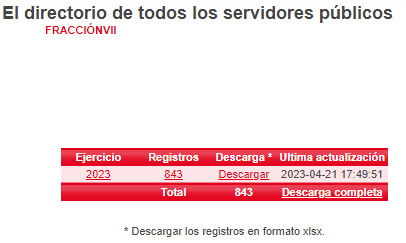 El directorio de todos los servidores públicos
FRACCIÓNVII
Ejercicio Registros Descarga * Ultima actualización
2023 843 Descargar 2023-04-21 17:49:51
Total 843 Descarga completa
* Descargar los registros en formato xlsx.